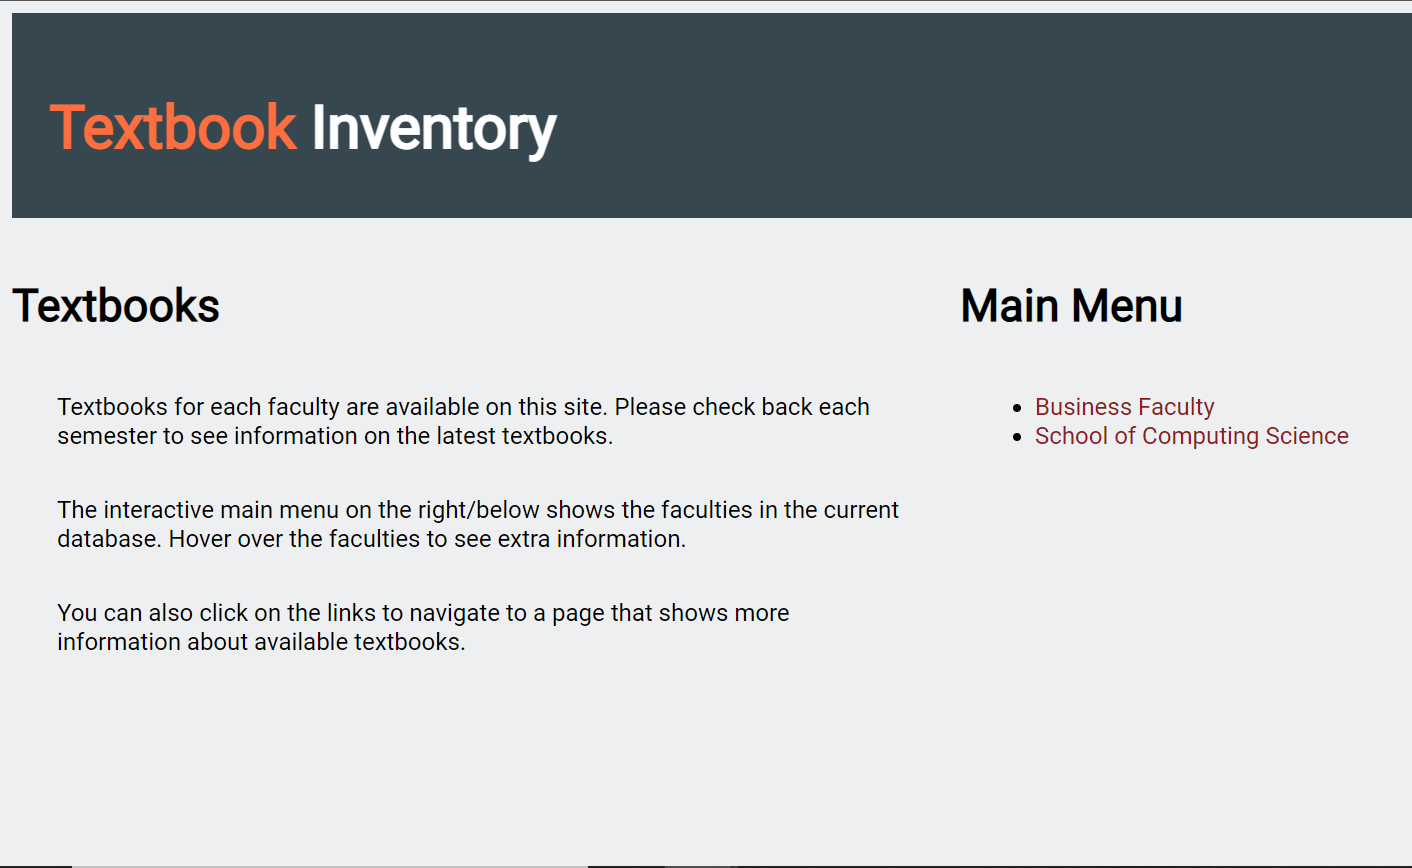 Textbook Inventory
Textbooks
Textbooks for each faculty are available on this site. Please check back each
semester to see information on the latest textbooks.
The interactive main menu on the right/below shows the faculties in the current
database. Hover over the faculties to see extra information.
You can also click on the links to navigate to a page that shows more
information about available textbooks.
Main Menu
Business Faculty
School of Computing Science